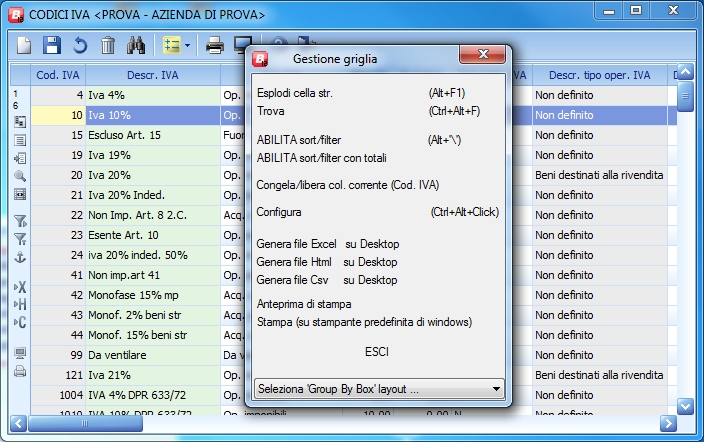 CODICI IVA <PROVA - AZIENDA DI PROVA>
Gestione griglia
Cod. IVA Descr. IVA VA Descr. tipo oper. IVA D
1
6
4 Iva 4% Op. Non definito
10 Iva 10% Op. Non definito
15 Escluso Art. 15 Fuor Non definito
19 Iva 19% Op. Non definito
20 Iva 20% Op. Beni destinati alla rivendita
21 Iva 20% Inded. Op. Non definito
22 Non Imp. Art. 8 2.C. Acq. Non definito
23 Esente Art. 10 Op. Non definito
24 iva 20% inded. 50% Op. Non definito
41 Non imp.art 41 Op. Non definito
42 Monofase 15% mp Acq. Non definito
43 Monof. 2% beni str Acq. Non definito
44 Monof. 15% beni str Acq. Non definito
99 Da ventilare Da Non definito
121 Iva 21% Op. Beni destinati alla rivendita
1004 IVA 4% DPR 633/72 Op. Non definito
1010 IVA 10% DPR 633/72 Op. imponibili 10,00 0,00 N Non definito
X
H
C
Esplodi cella str. (Alt+F1)
Trova (Ctrl+Alt+F)
ABILITA sort/filter (Alt+'\')
ABILITA sort/filter con totali
Congela/libera col. corrente (Cod. IVA)
Configura (Ctrl+Alt+Click)
Genera file Excel su Desktop
Genera file Html su Desktop
Genera file Csv su Desktop
Anteprima di stampa
Stampa (su stampante predefinita di windows)
ESCI
Seleziona 'Group By Box' layout ...